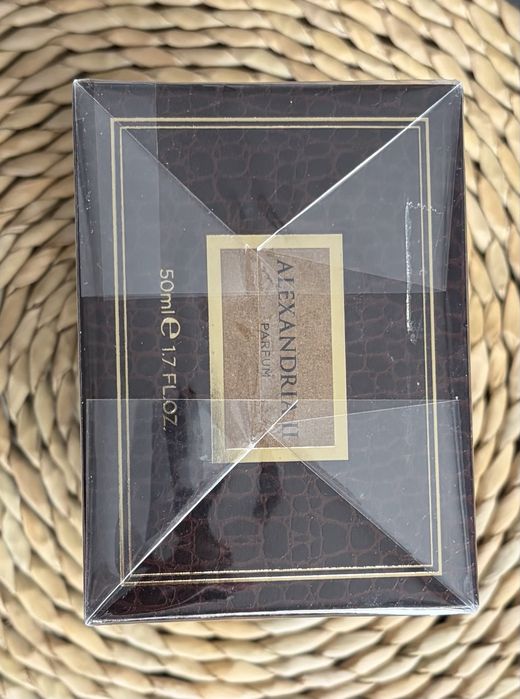 ALEXANDRIA II
PARFUM
50ml e 1.7 FL.OZ.